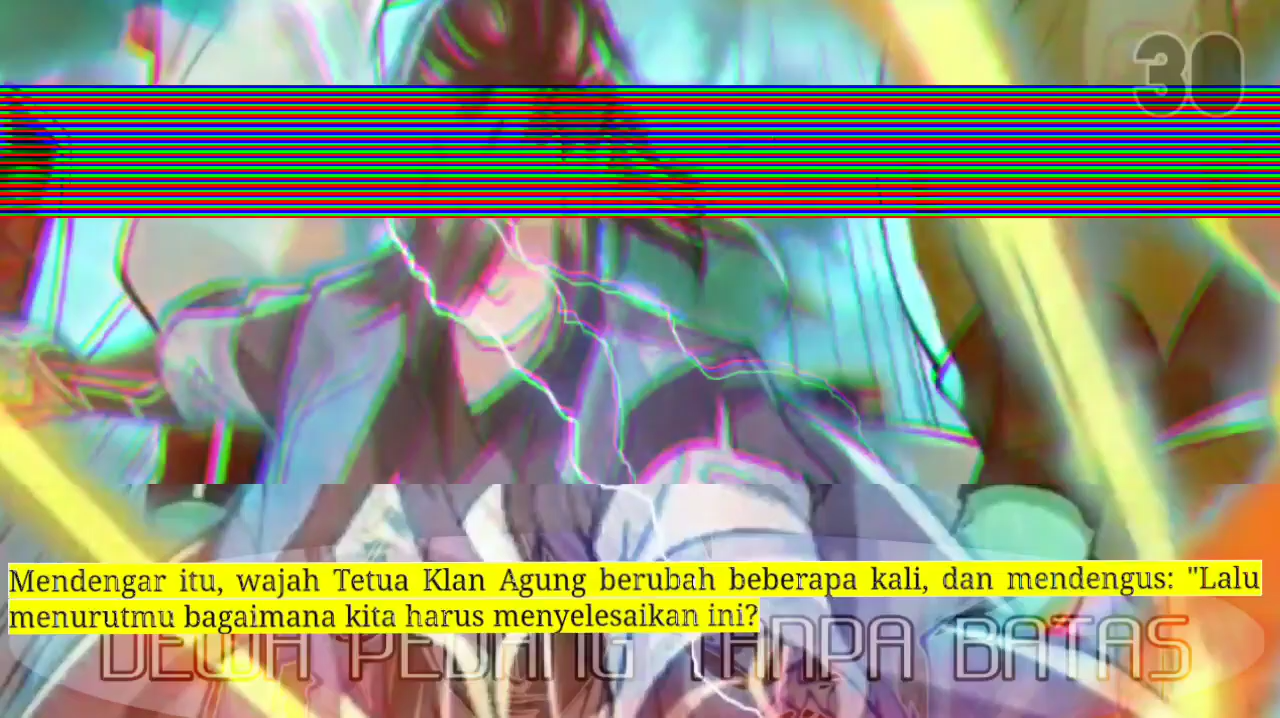 30
Mendengar itu, wajah Tetua Klan Agung berubah beberapa kali, dan mendengus: "Lalu
menurutmu bagaimana kita harus menyelesaikan ini?
DEWA PEDANG TANPA BATAS